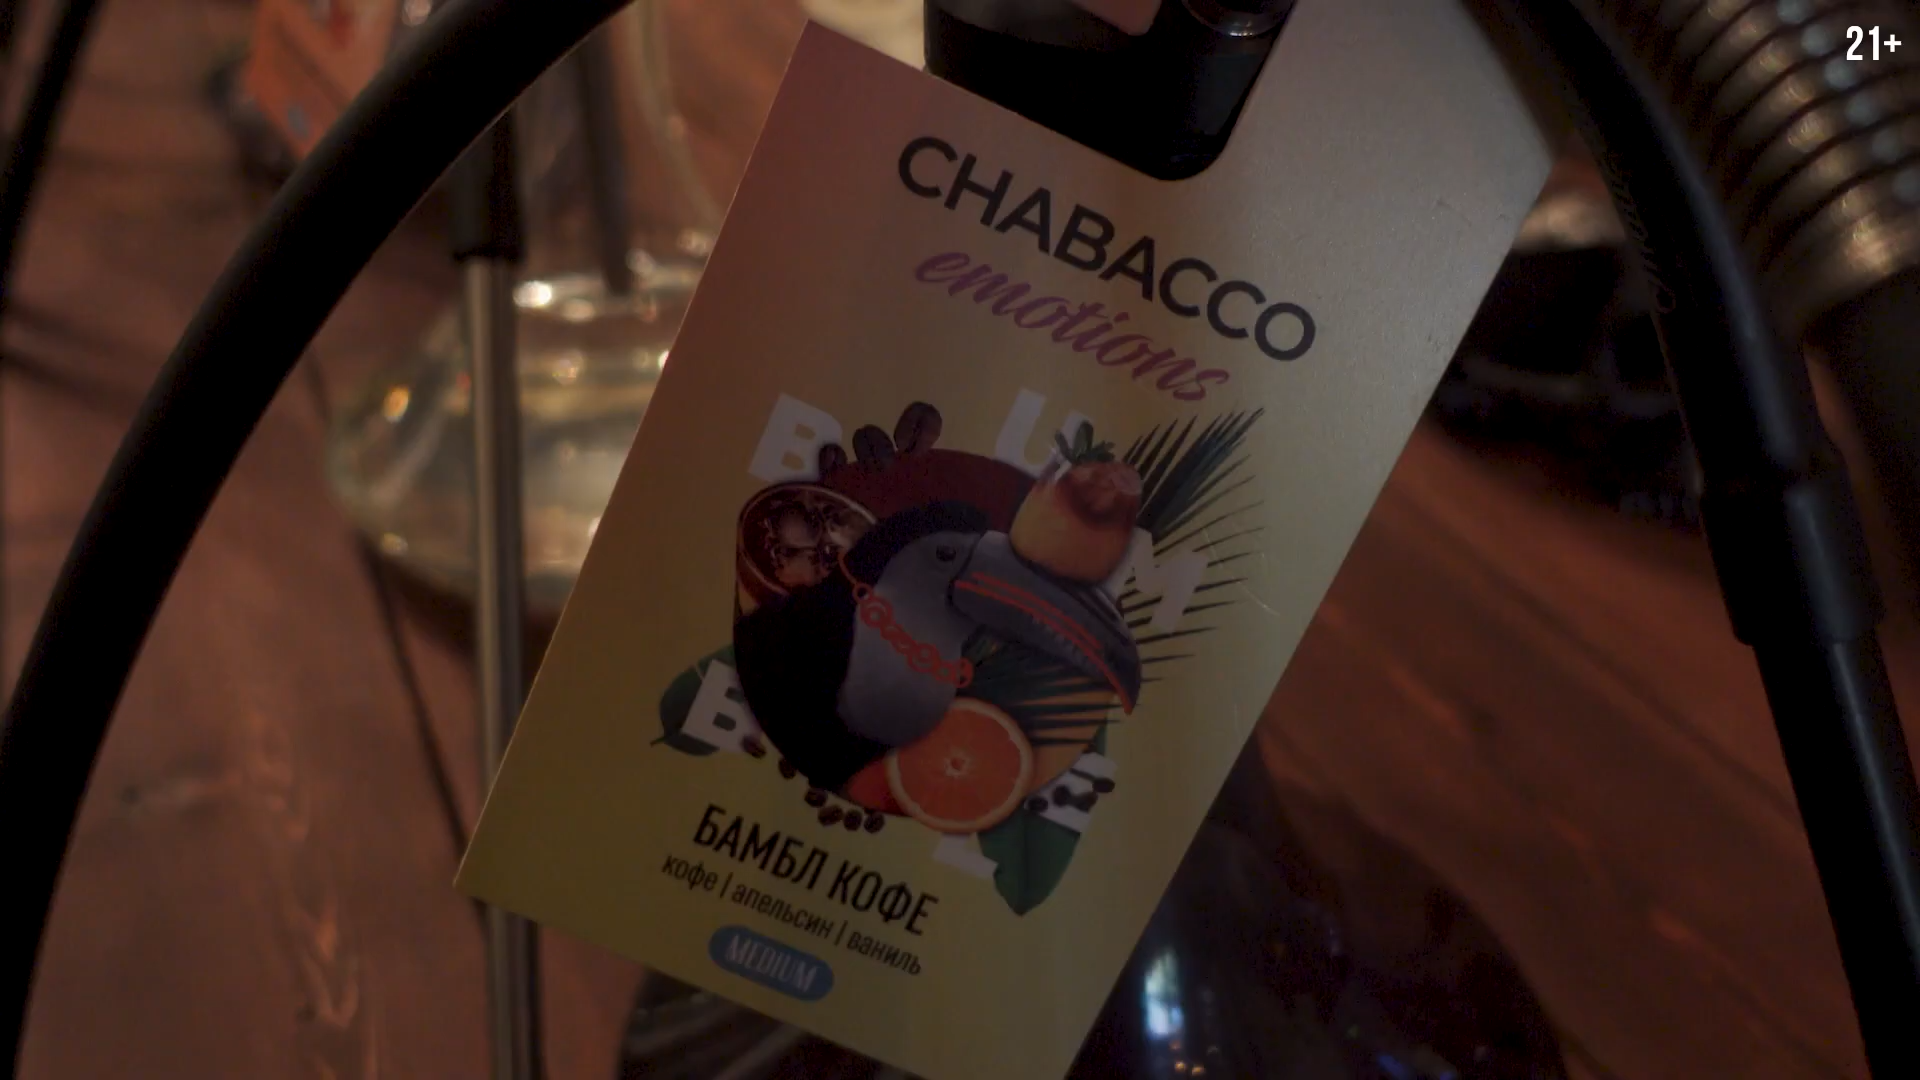 21+
CHABACCO
emotions
B U M B L E
БАМБЛ КОФЕ
кофе | апельсин | ваниль
MEDIUM